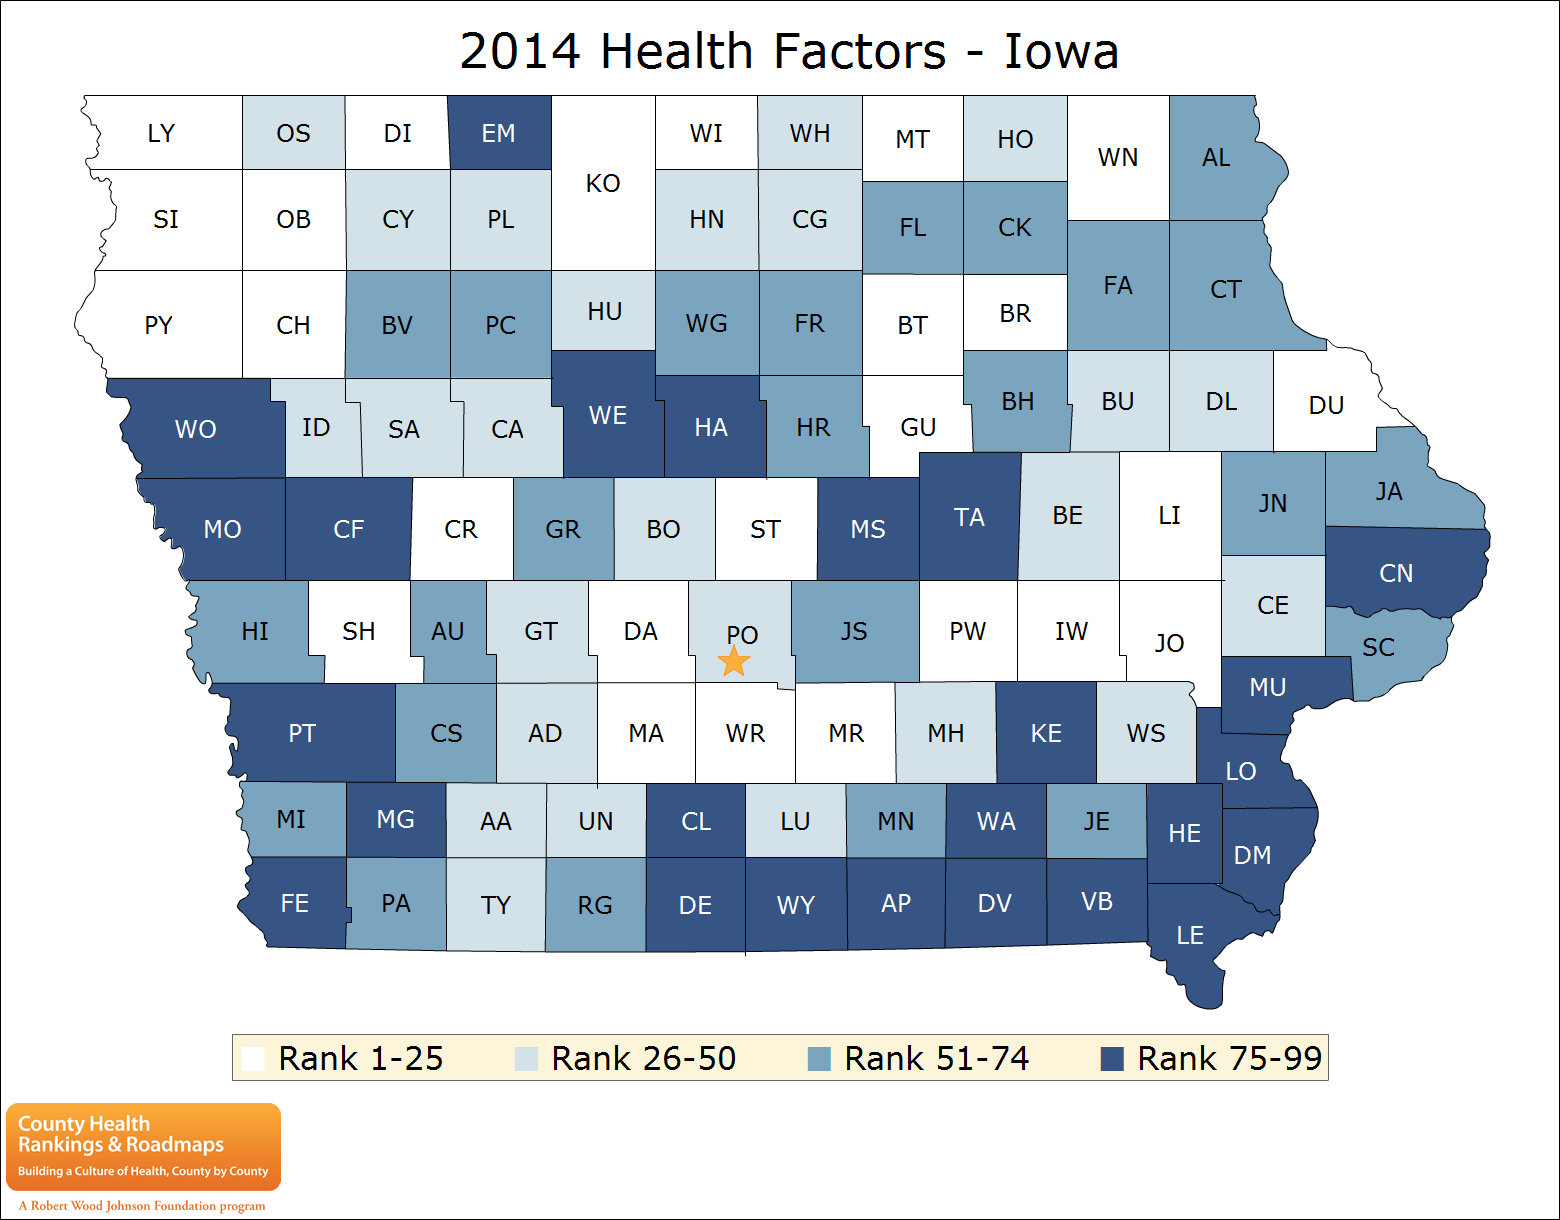 2014 Health Factors - Iowa
LY OS DI EM WI WH MT HO WN AL
KO
SI OB CY PL HN CG FL CK
FA CT
PY CH BV PC HU WG FR BT BR
WO ID SA CA WE HA HR GU BH BU DL DU
MO CF CR GR BO ST MS TA BE LI JN JA
CN
HI SH AU GT DA PO JS PW IW JO CE SC
MU
PT CS AD MA WR MR MH KE WS LO
MI MG AA UN CL LU MN WA JE HE DM
FE PA TY RG DE WY AP DV VB LE
Rank 1-25 Rank 26-50 Rank 51-74 Rank 75-99
County Health
Rankings & Roadmaps
Building a Culture of Health, County by County
A Robert Wood Johnson Foundation program